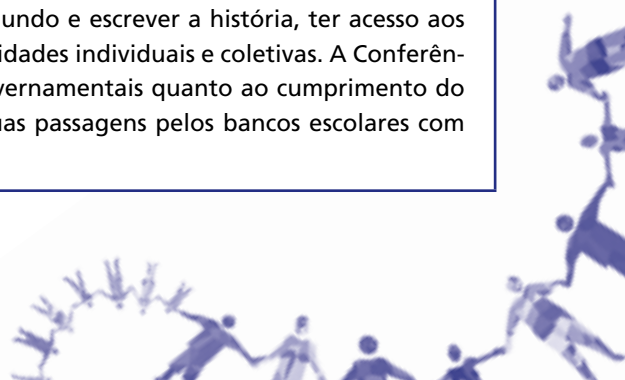 undo e escrever a história, ter acesso aos
idades individuais e coletivas. A Conferên-
vernamentais quanto ao cumprimento do
uas passagens pelos bancos escolares com